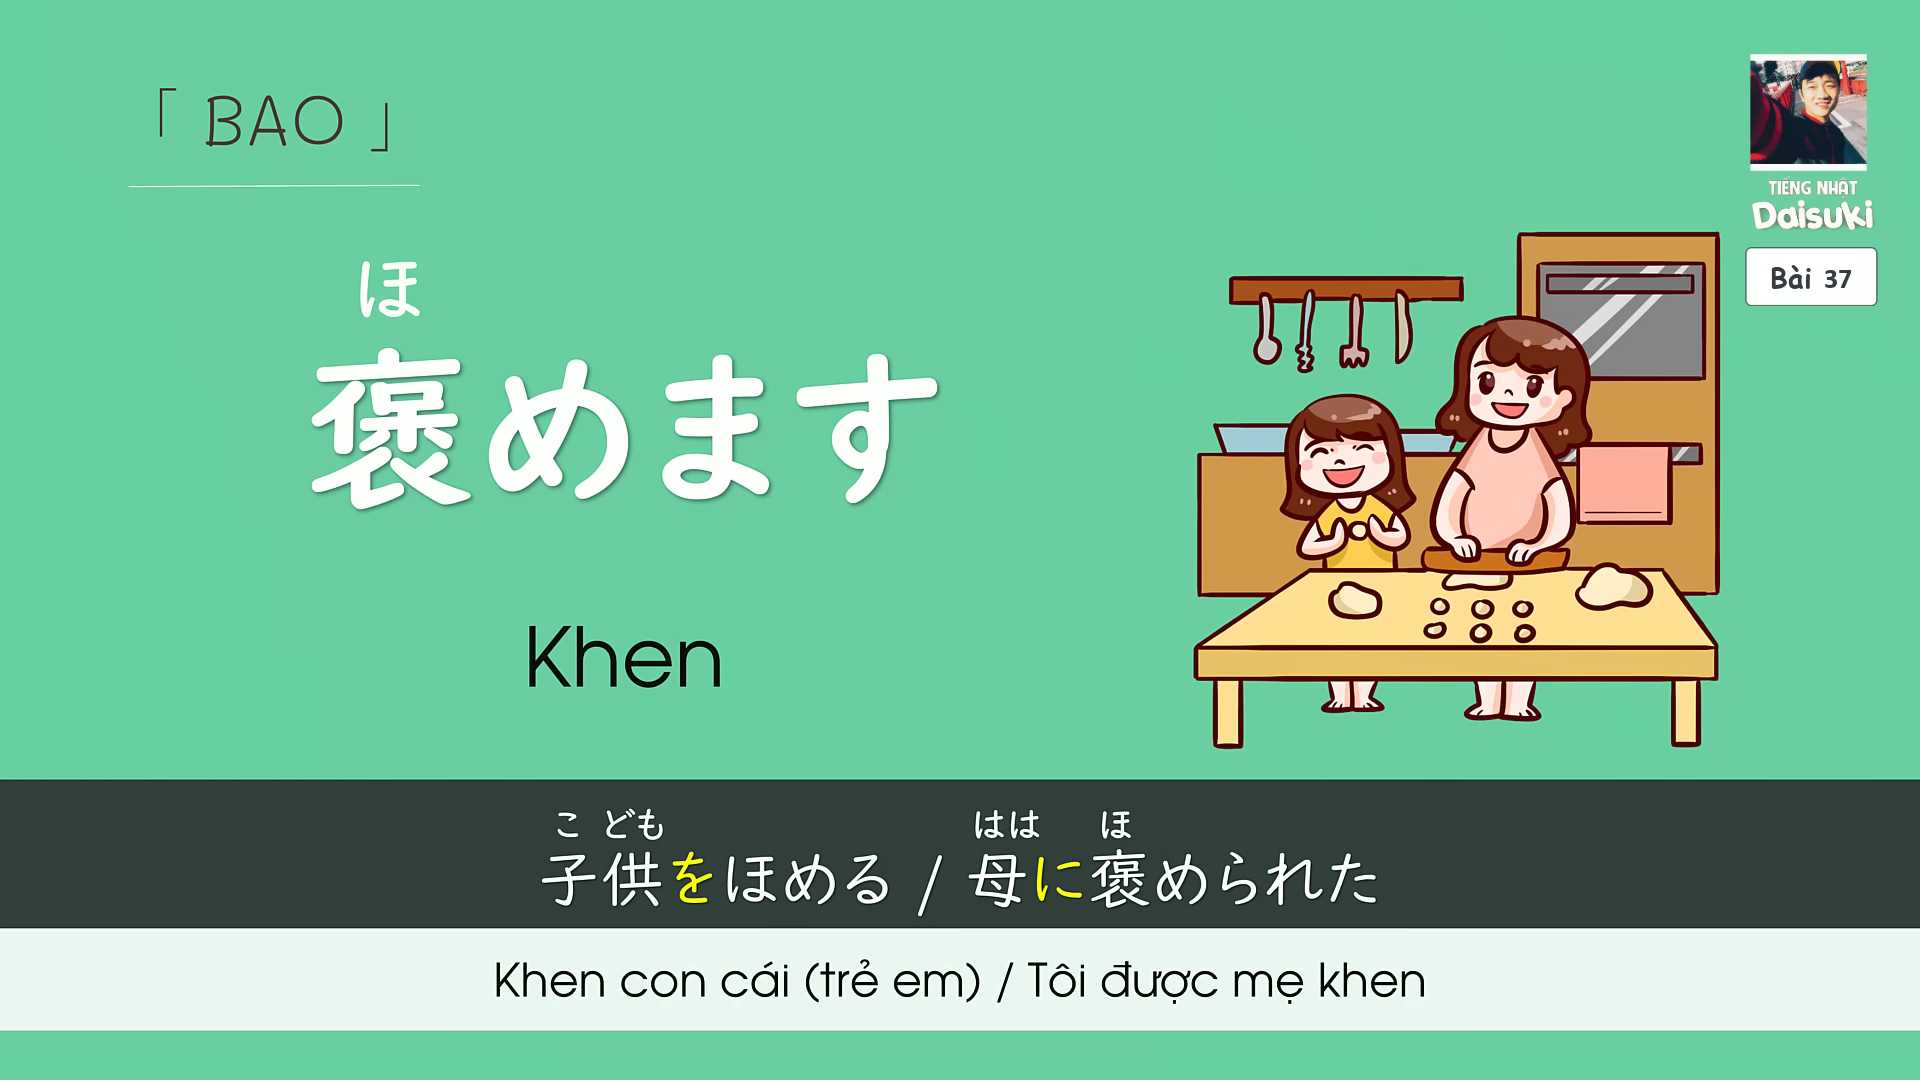 「 BAO 」
TIẾNG NHẬT
Daisuki
Bài 37
ほ
褒めます
Khen
こ ども はは ほ
子供をほめる / 母に褒められた
Khen con cái (trẻ em) / Tôi được mẹ khen